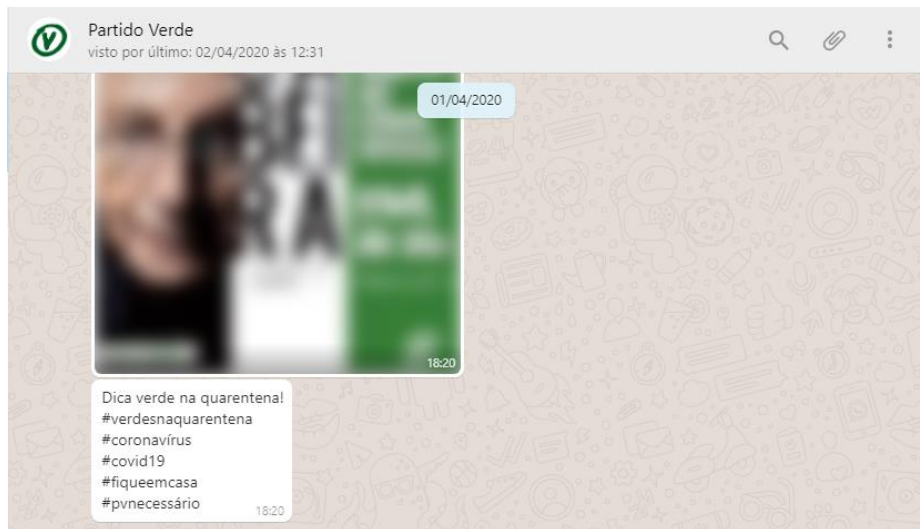 Partido Verde
visto por último: 02/04/2020 às 12:31
01/04/2020
18:20
Dica verde na quarentena!
#verdesnaquarentena
#coronavírus
#covid19
#fiqueemcasa
#pvnecessário
18:20